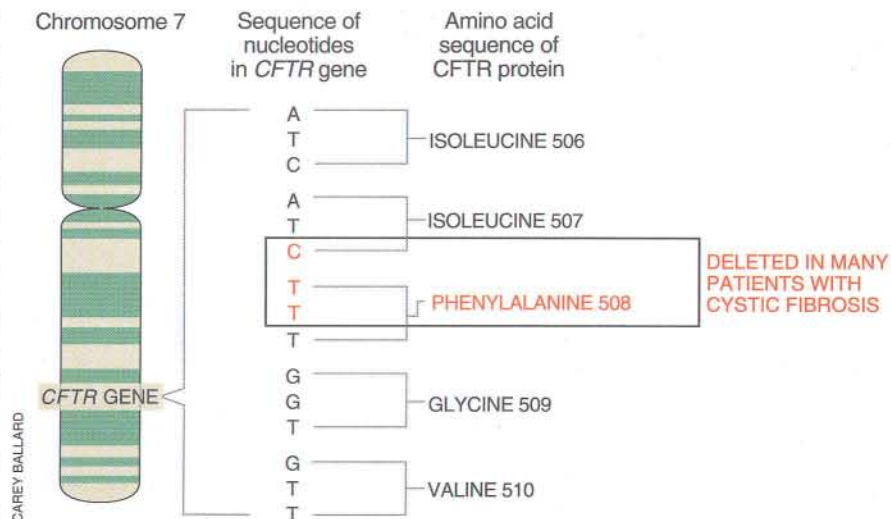 Chromosome 7
Sequence of
nucleotides
in CFTR gene
Amino acid
sequence of
CFTR protein
A
T
C
ISOLEUCINE 506
A
T
C
ISOLEUCINE 507
T
T
T
PHENYLALANINE 508
DELETED IN MANY
PATIENTS WITH
CYSTIC FIBROSIS
G
G
T
GLYCINE 509
G
T
T
VALINE 510
CFTR GENE
CAREY BALLARD